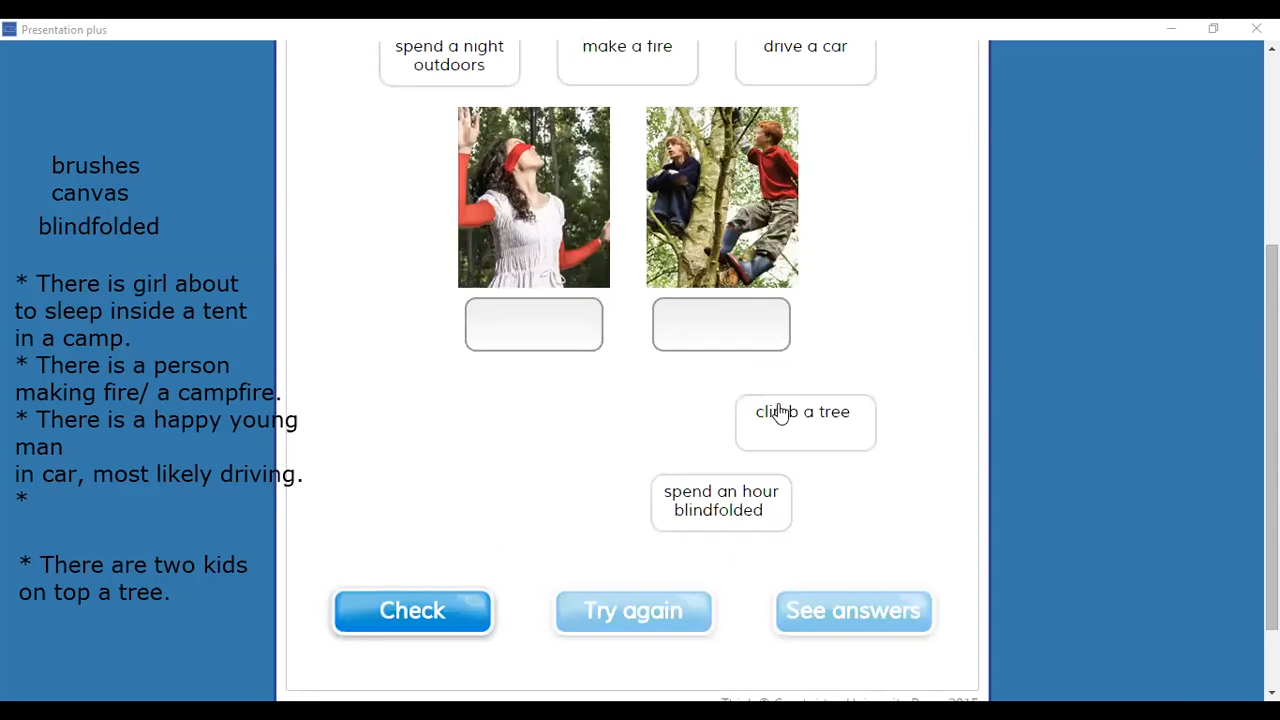 Presentation plus
spend a night
outdoors
make a fire
drive a car
brushes
canvas
blindfolded
* There is girl about
to sleep inside a tent
in a camp.
* There is a person
making fire/ a campfire.
* There is a happy young
man
in car, most likely driving.
*
* There are two kids
on top a tree.
climb a tree
spend an hour
blindfolded
Check
Try again
See answers